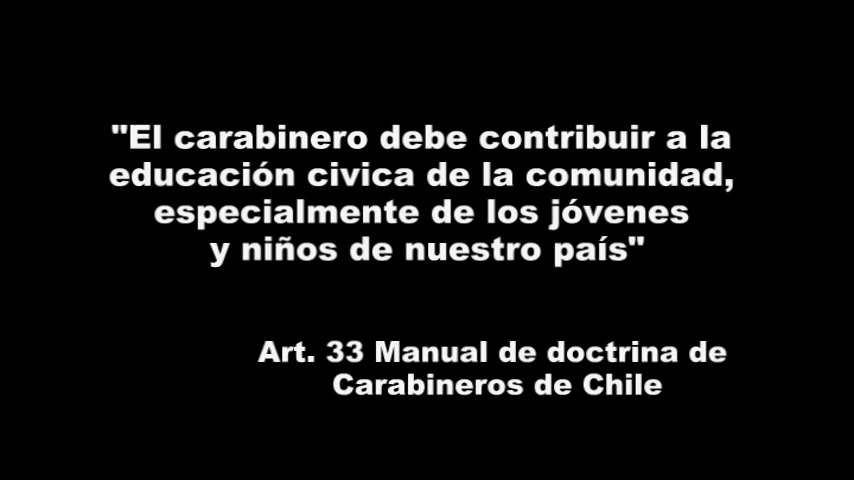 "El carabinero debe contribuir a la
educación civica de la comunidad,
especialmente de los jóvenes
y niños de nuestro país"
Art. 33 Manual de doctrina de
Carabineros de Chile